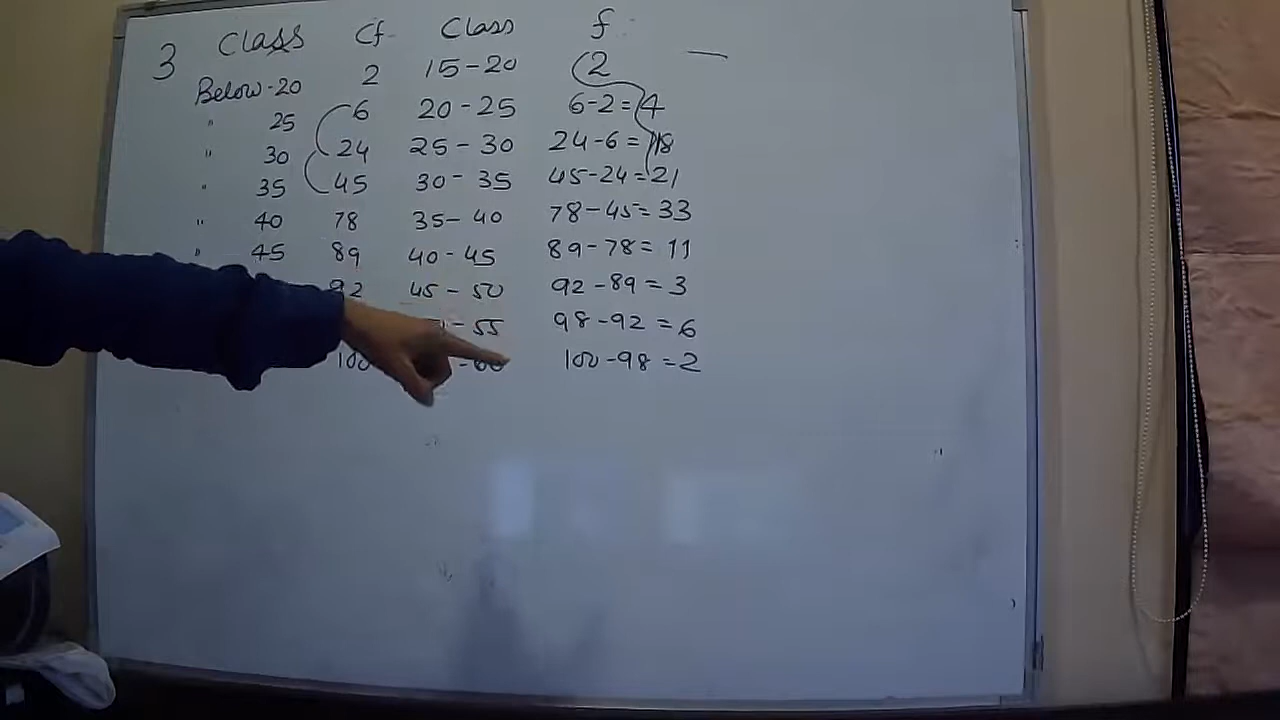 3 Class Cf Class f
Below-20 2 15-20 2
" 25 6 20-25 6-2=4
" 30 24 25-30 24-6=18
" 35 45 30-35 45-24=21
" 40 78 35-40 78-45=33
" 45 89 40-45 89-78=11
92 45-50 92-89=3
-55 98-92=6
100 -60 100-98=2